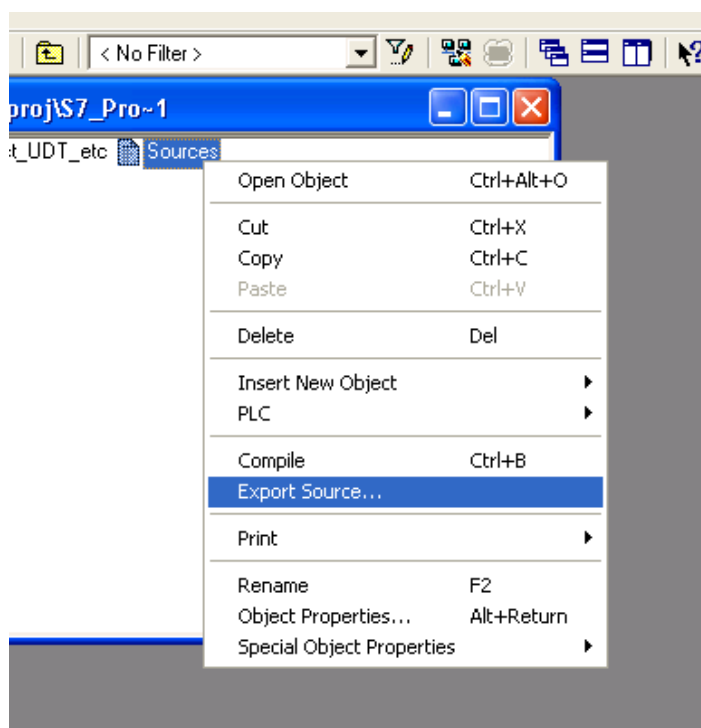 < No Filter >
proj\S7_Pro~1
ct_UDT_etc Sources
Open Object Ctrl+Alt+O
Cut Ctrl+X
Copy Ctrl+C
Paste Ctrl+V
Delete Del
Insert New Object
PLC
Compile Ctrl+B
Export Source...
Print
Rename F2
Object Properties... Alt+Return
Special Object Properties